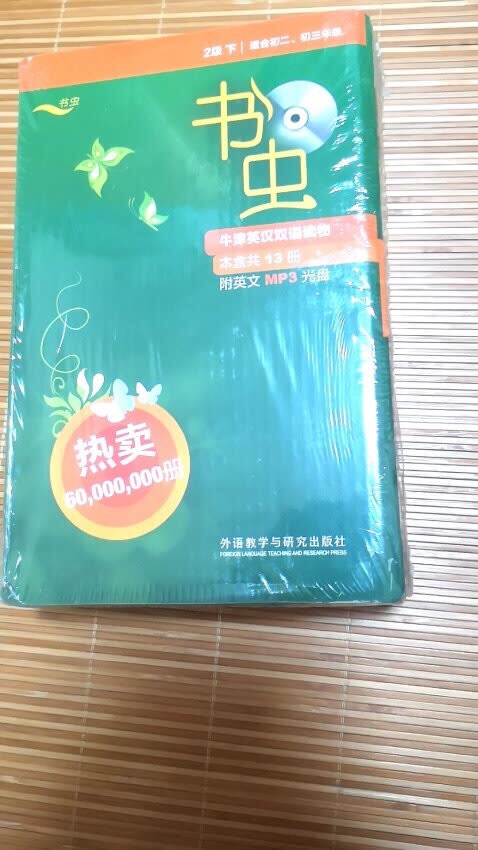 2级 下 | 适合初二、初三年级
书虫
书虫
牛津英汉双语读物
本盒共 13 册
附英文 MP3 光盘
热卖
60,000,000册
外语教学与研究出版社
FOREIGN LANGUAGE TEACHING AND RESEARCH PRESS